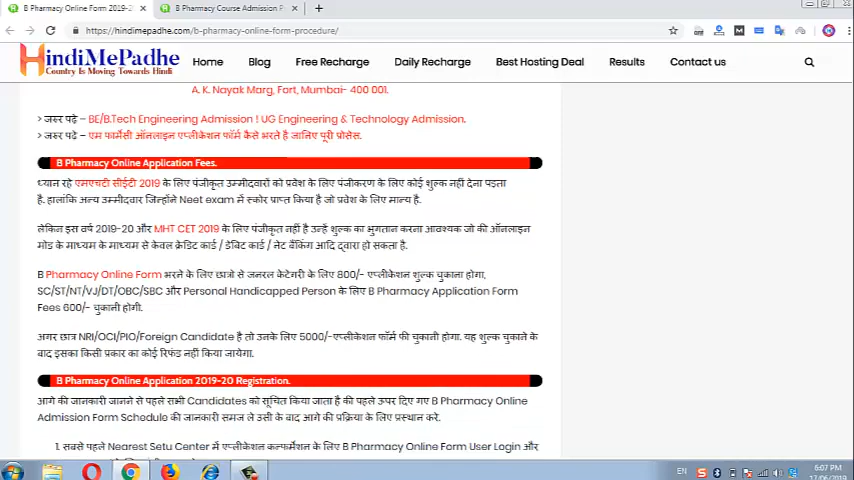 B Pharmacy Online Form 2019-2
B Pharmacy Course Admission P
https://hindimepadhe.com/b-pharmacy-online-form-procedure/
HindiMePadhe
Country Is Moving Towards Hindi
Home Blog Free Recharge Daily Recharge Best Hosting Deal Results Contact us
A. K. Nayak Marg, Fort, Mumbai- 400 001.
> जरूर पढ़े – BE/B.Tech Engineering Admission ! UG Engineering & Technology Admission.
> जरूर पढे – एम फार्मेसी ऑनलाइन एप्लीकेशन फॉर्म कैसे भरते है जानिए पूरी प्रोसेस.
B Pharmacy Online Application Fees.
ध्यान रहे एमएचटी सीईटी 2019 के लिए पंजीकृत उम्मीदवारों को प्रवेश के लिए पंजीकरण के लिए कोई शुल्क नहीं देना पड़ता
है. हालांकि अन्य उम्मीदवार जिन्होंने Neet exam में स्कोर प्राप्त किया है जो प्रवेश के लिए मान्य है.
लेकिन इस वर्ष 2019-20 और MHT CET 2019 के लिए पंजीकृत नहीं है उन्हें शुल्क का भुगतान करना आवश्यक जो की ऑनलाइन
मोड के माध्यम के माध्यम से केवल क्रेडिट कार्ड / डेबिट कार्ड / नेट बैंकिंग आदि द्वारा हो सकता है.
B Pharmacy Online Form भरने के लिए छात्रो से जनरल केटेगरी के लिए 800/- एप्लीकेशन शुल्क चुकाना होगा,
SC/ST/NT/VJ/DT/OBC/SBC और Personal Handicapped Person के लिए B Pharmacy Application Form
Fees 600/- चुकानी होगी.
अगर छात्र NRI/OCI/PIO/Foreign Candidate है तो उनके लिए 5000/-एप्लीकेशन फॉर्म फी चुकानी होगा. यह शुल्क चुकाने के
बाद इसका किसी प्रकार का कोई रिफंड नहीं किया जायेगा.
B Pharmacy Online Application 2019-20 Registration.
आगे की जानकारी जानने से पहले सभी Candidates को सूचित किया जाता है की पहले ऊपर दिए गए B Pharmacy Online
Admission Form Schedule की जानकारी समज ले उसी के बाद आगे की प्रक्रिया के लिए प्रस्थान करे.
1. सबसे पहले Nearest Setu Center में एप्लीकेशन कन्फर्मेशन के लिए B Pharmacy Online Form User Login और
EN
6:07 PM
17/06/2019